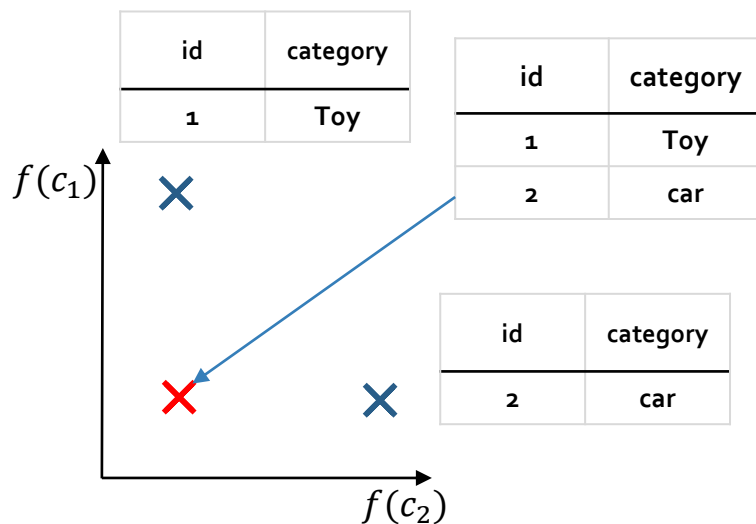 id category
1 Toy
id category
1 Toy
2 car
f(c₁)
id category
2 car
f(c₂)